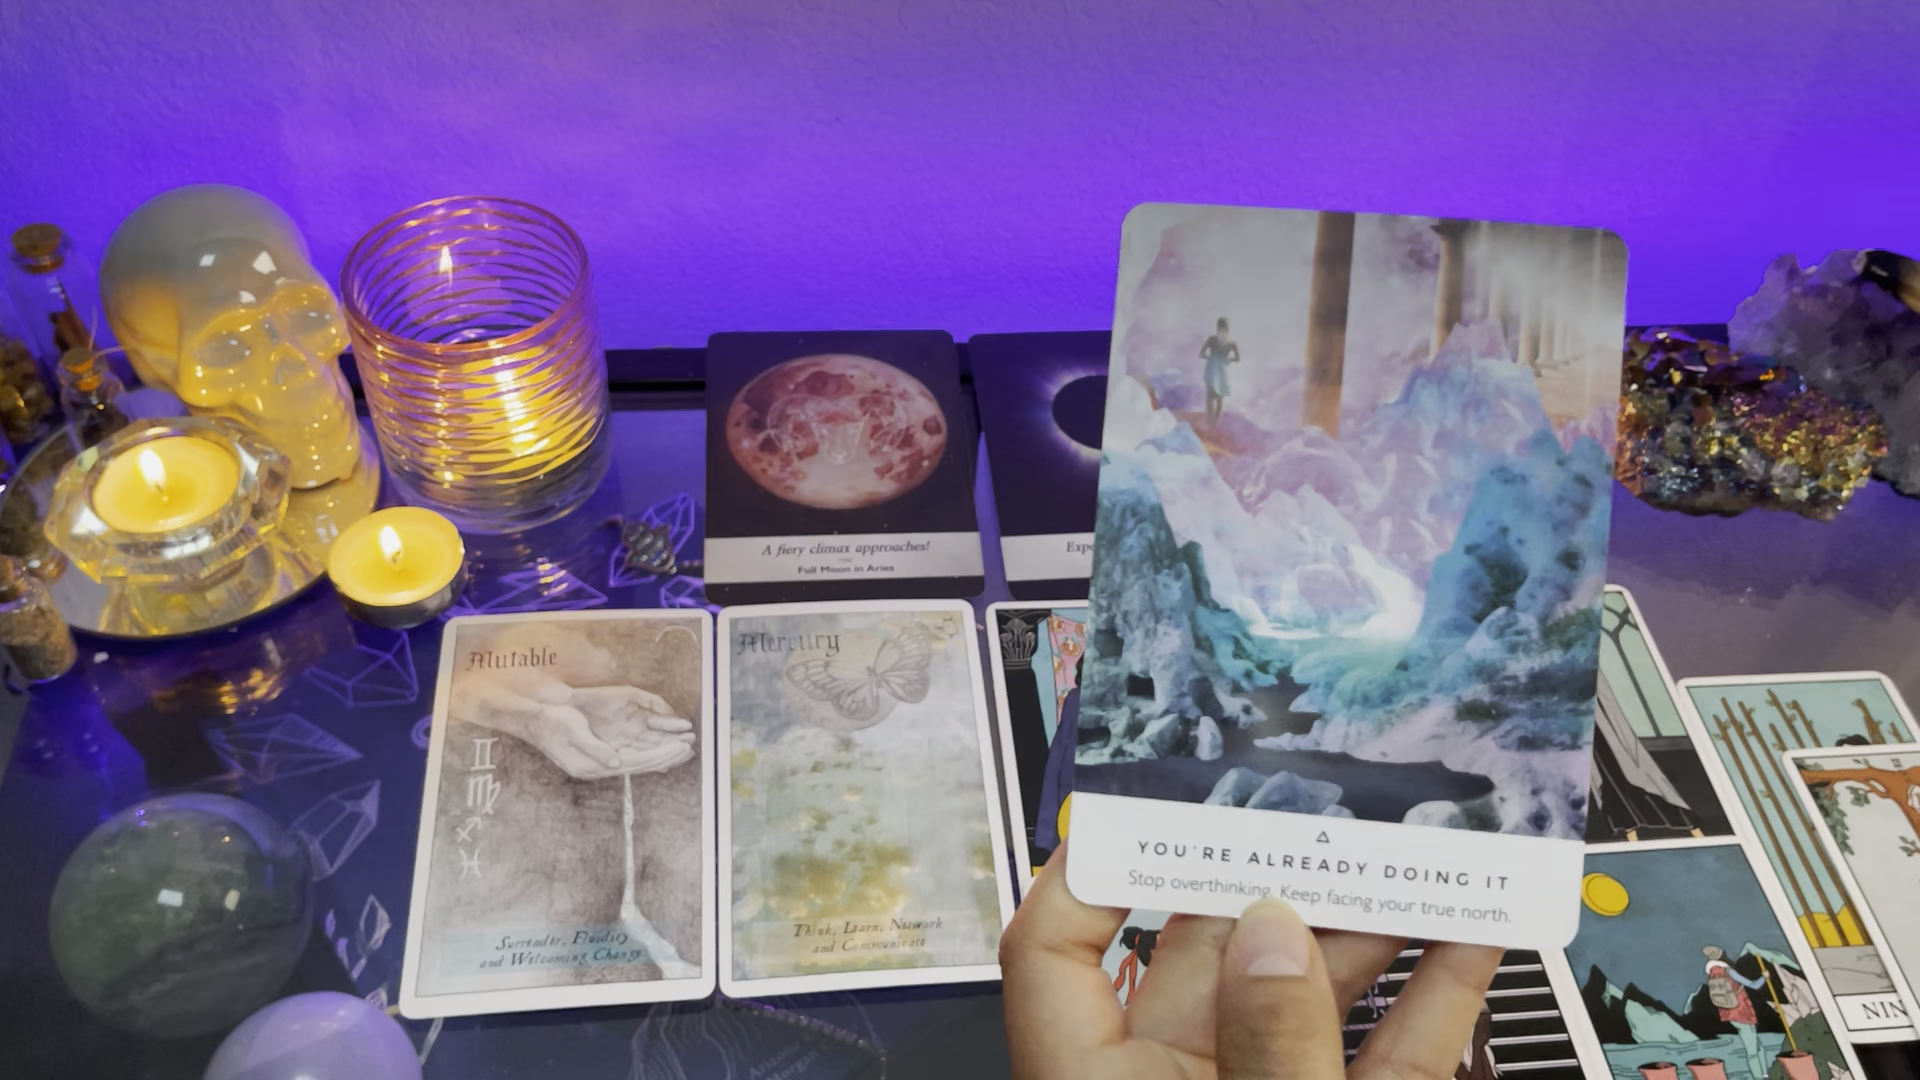 A fiery climax approaches!
Full Moon in Aries
Mutable
Surrender, Fluidity
and Welcoming Change
Mercury
Think, Learn, Network
and Communicate
YOU'RE ALREADY DOING IT
Stop overthinking. Keep facing your true north.